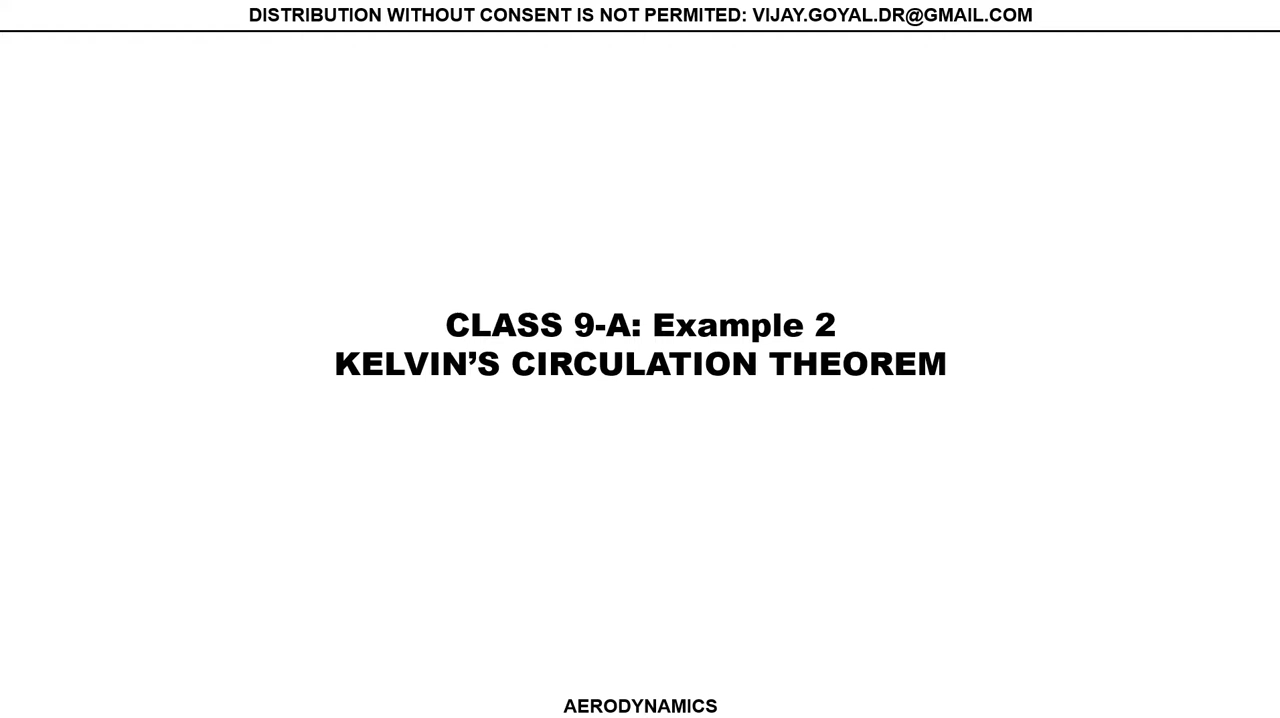 DISTRIBUTION WITHOUT CONSENT IS NOT PERMITED: VIJAY.GOYAL.DR@GMAIL.COM
CLASS 9-A: Example 2
KELVIN’S CIRCULATION THEOREM
AERODYNAMICS